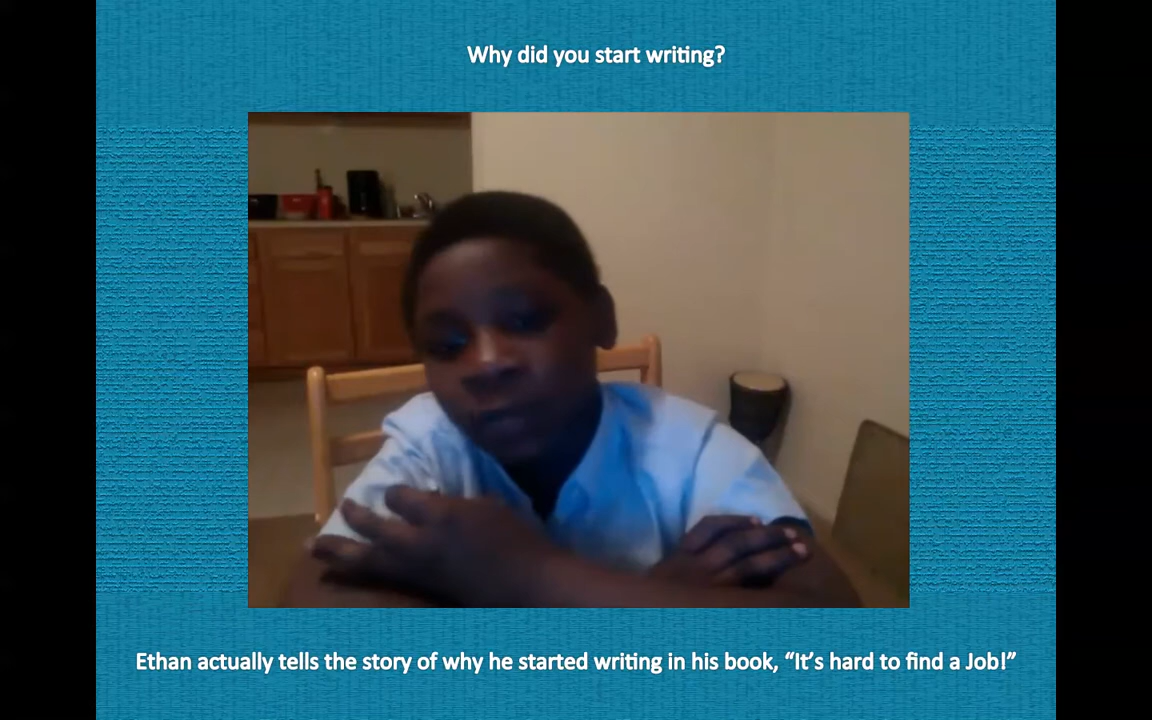 Why did you start writing?
Ethan actually tells the story of why he started writing in his book, “It’s hard to find a Job!”